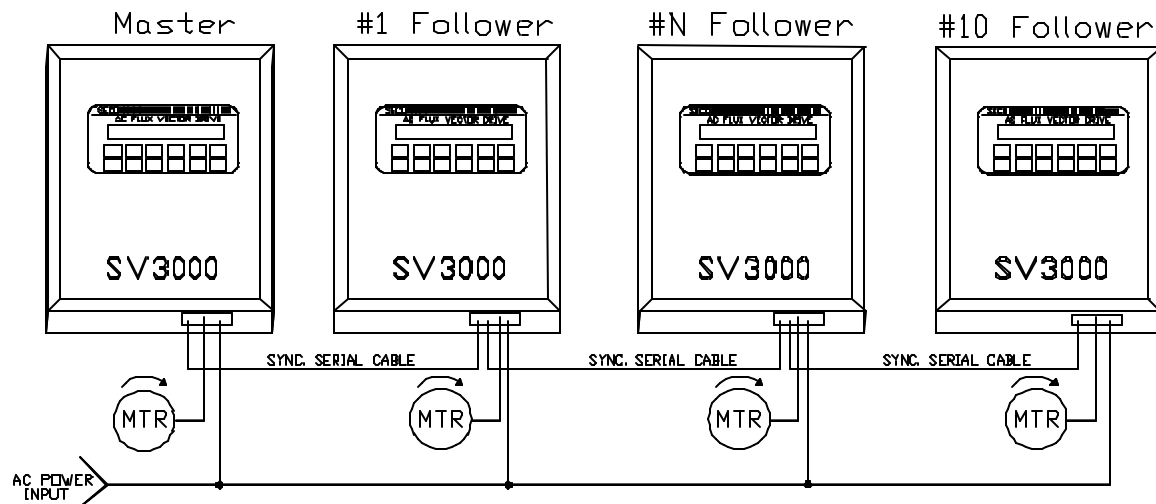 Master
#1 Follower
#N Follower
#10 Follower
AC FLUX VECTOR DRIVE
AC FLUX VECTOR DRIVE
AC FLUX VECTOR DRIVE
AC FLUX VECTOR DRIVE
SV3000
SV3000
SV3000
SV3000
SYNC. SERIAL CABLE
SYNC. SERIAL CABLE
SYNC. SERIAL CABLE
MTR
MTR
MTR
MTR
AC POWER
INPUT